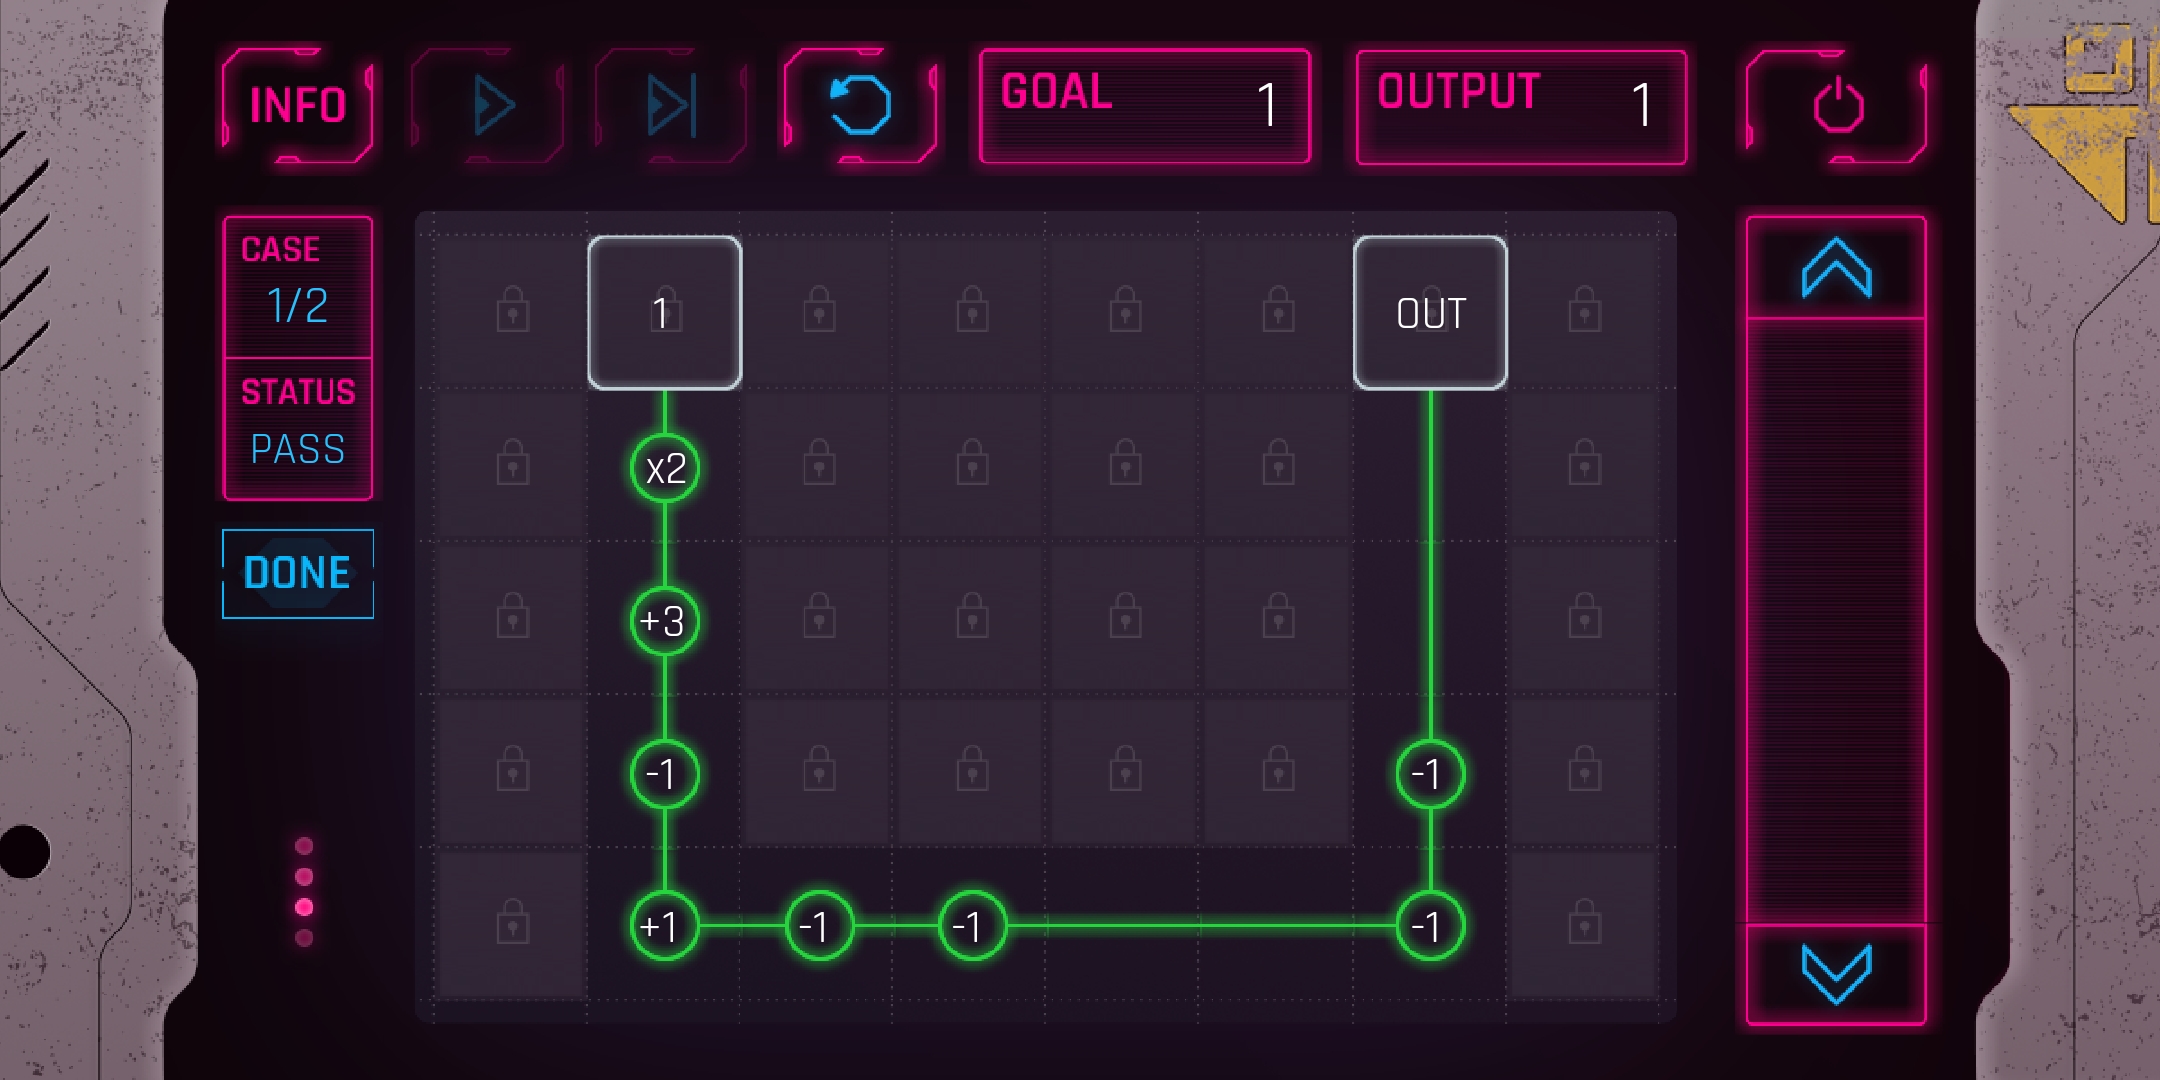 INFO
GOAL 1
OUTPUT 1
CASE
1/2
STATUS
PASS
DONE
1
OUT
x2
+3
-1
-1
+1
-1
-1
-1